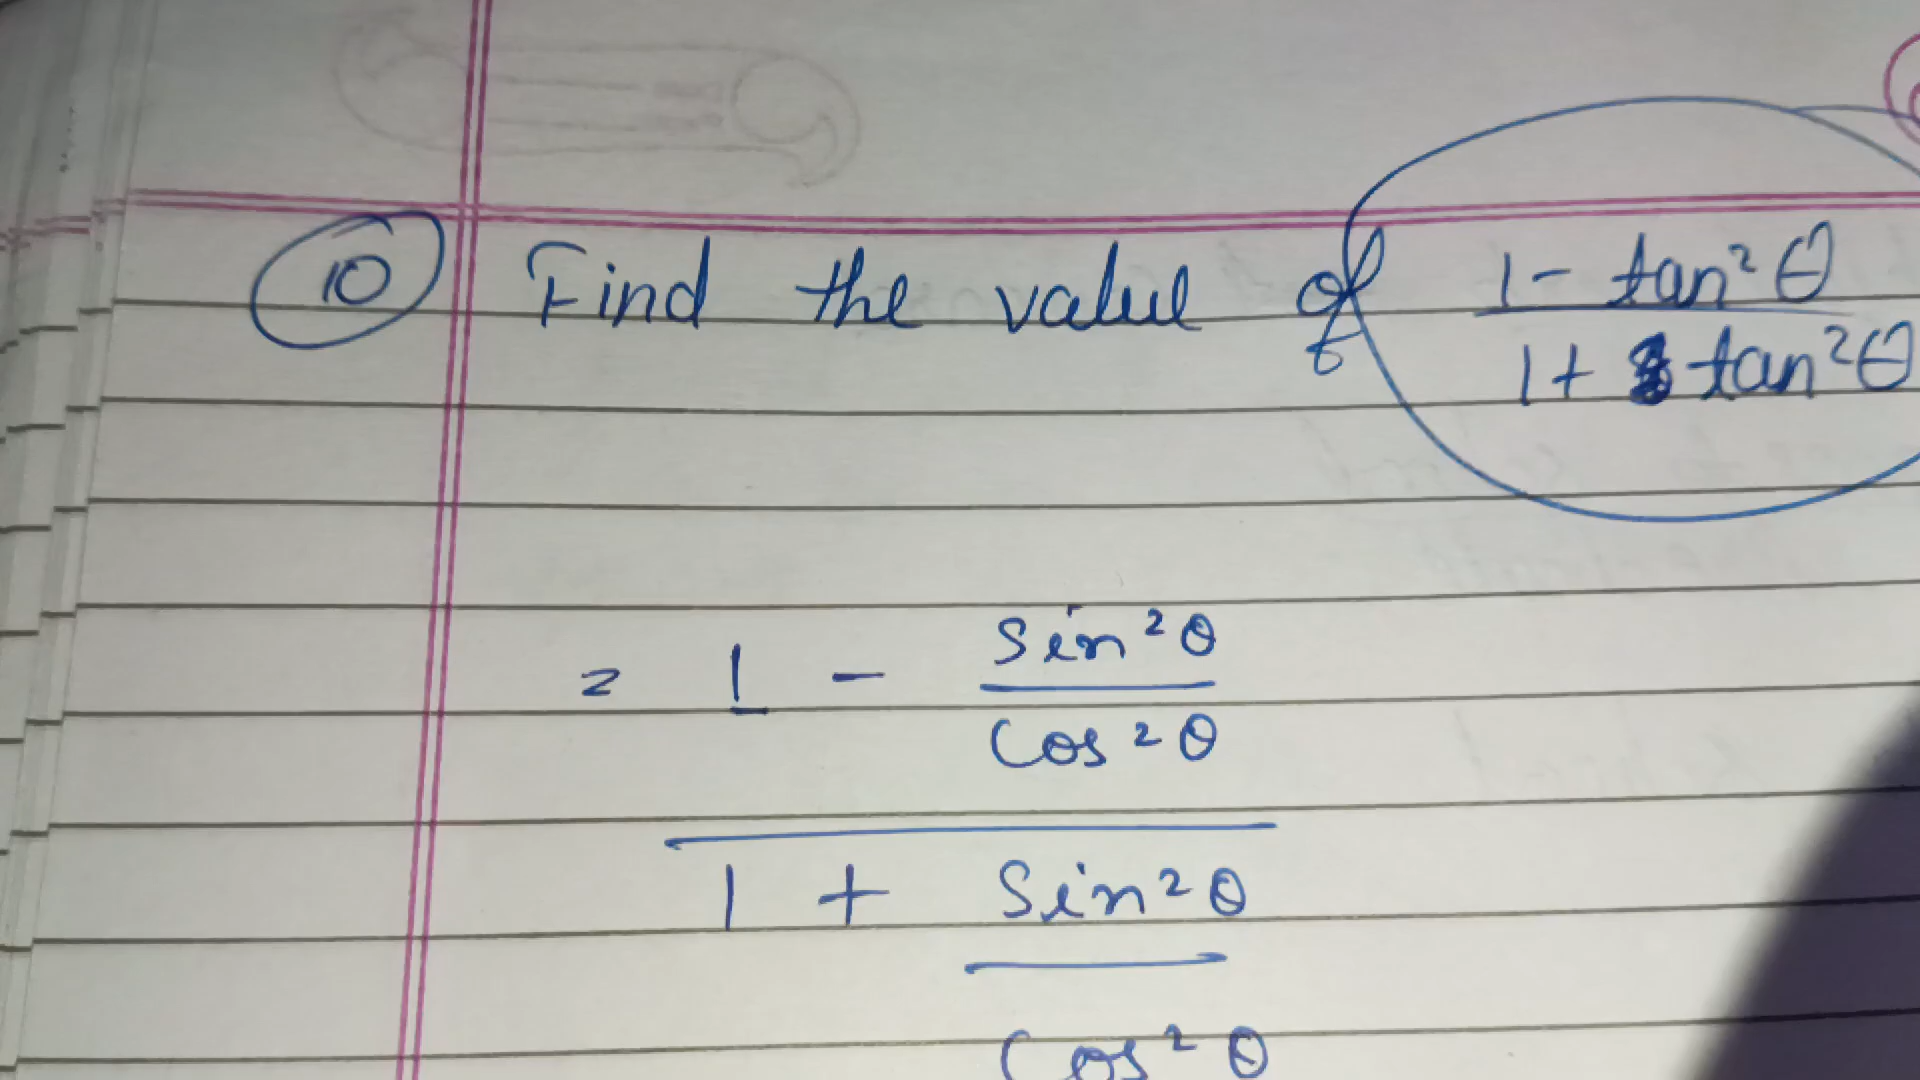 10 Find the value of 1 - tan²θ
1 + tan²θ
= 1 - sin²θ
cos²θ
1 + sin²θ
cos²θ